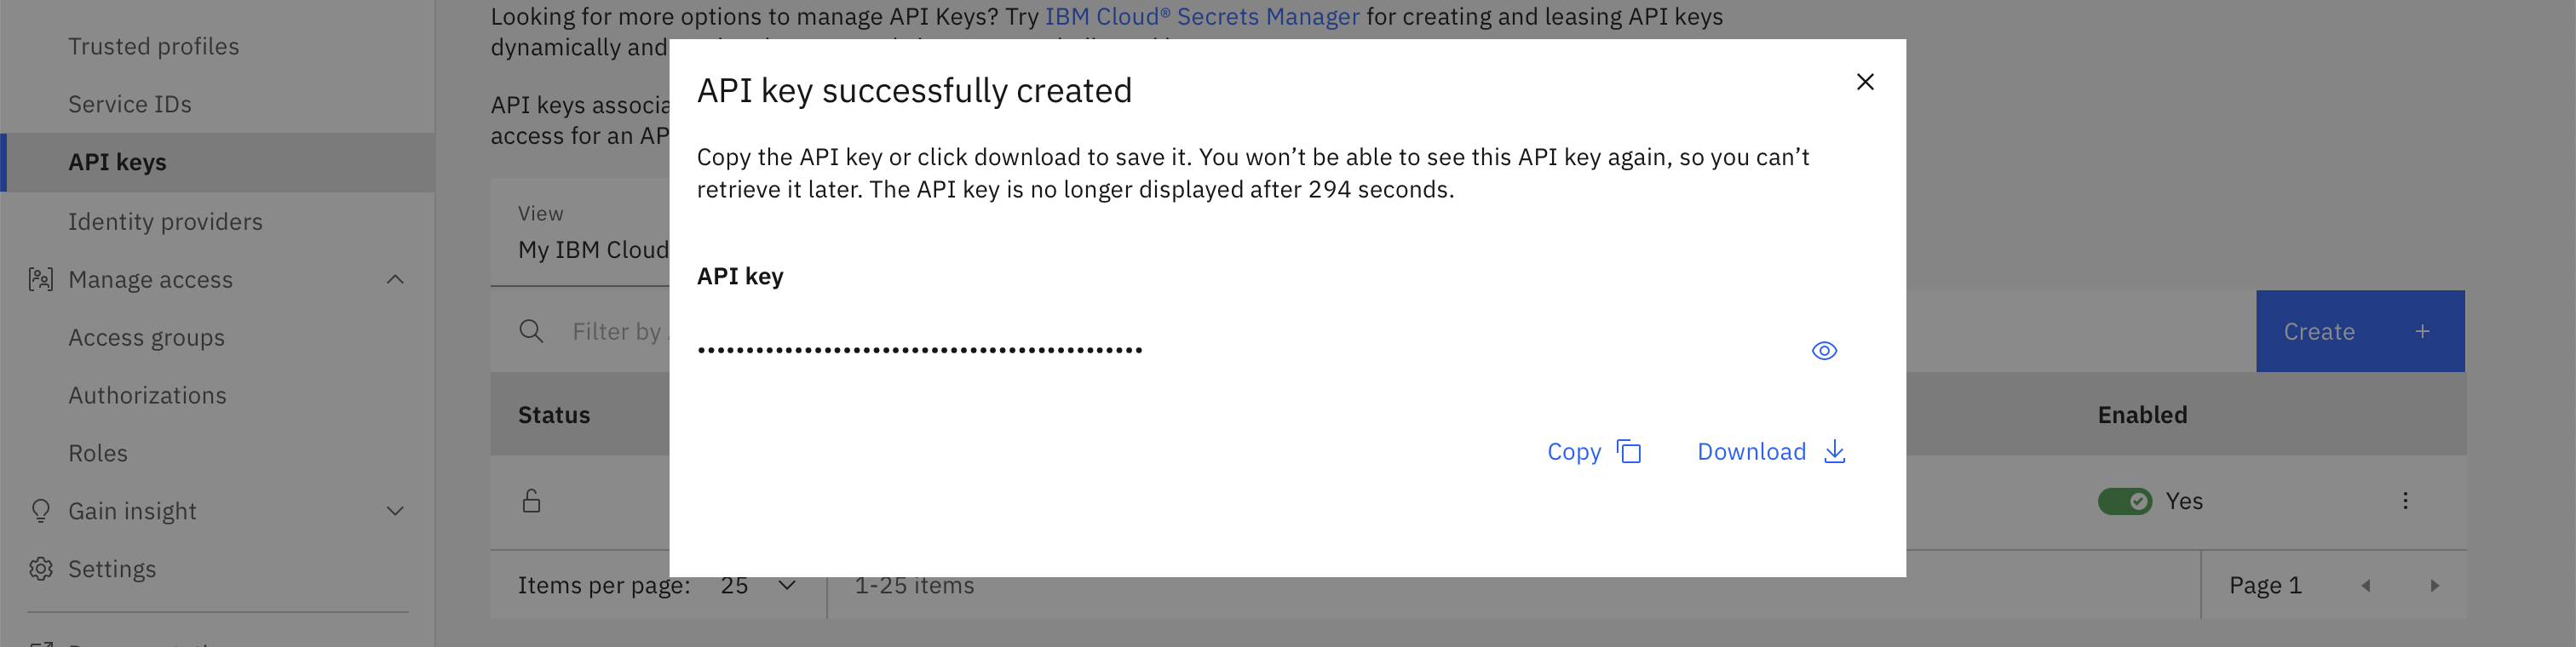 Trusted profiles
Service IDs
API keys
Identity providers
Manage access
Access groups
Authorizations
Roles
Gain insight
Settings
Looking for more options to manage API Keys? Try IBM Cloud® Secrets Manager for creating and leasing API keys
dynamically and
API keys associa
access for an AP
View
My IBM Cloud
Filter by
Create +
Status
Enabled
Yes
Items per page: 25
1-25 items
Page 1
API key successfully created
Copy the API key or click download to save it. You won’t be able to see this API key again, so you can’t
retrieve it later. The API key is no longer displayed after 294 seconds.
API key
••••••••••••••••••••••••••••••••••••••••••••
Copy
Download